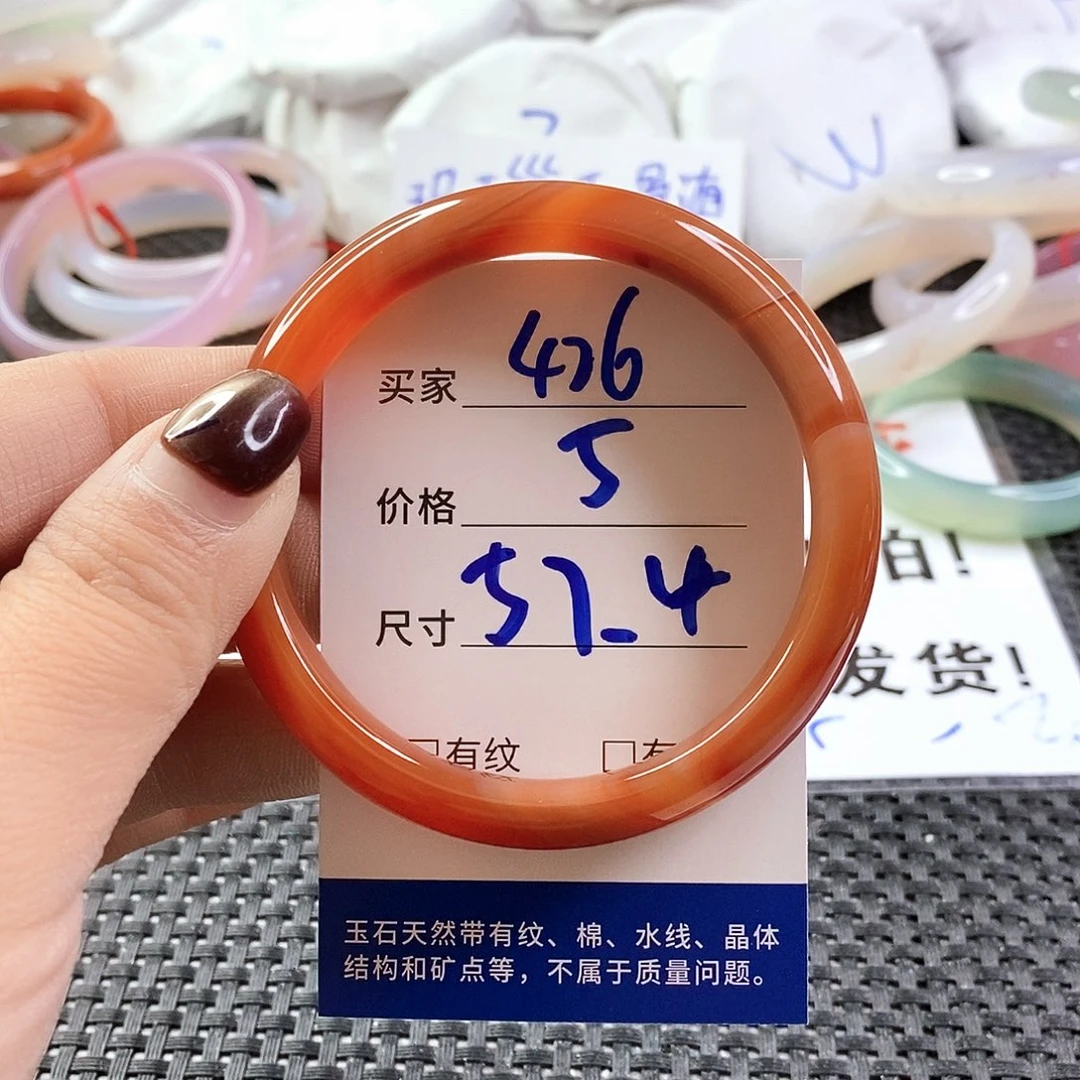 买家 476
价格 5
尺寸 57.4
有纹
玉石天然带有纹、棉、水线、晶体
结构和矿点等，不属于质量问题。
拍！
发货！